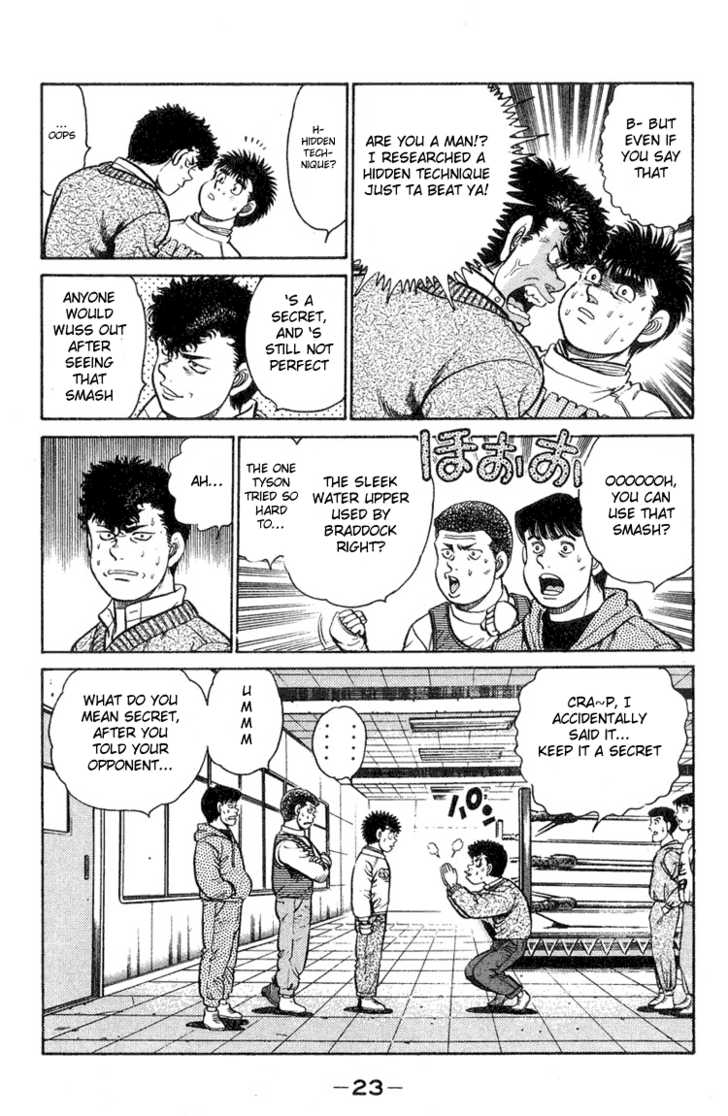 B- BUT
EVEN IF
YOU SAY
THAT
ARE YOU A MAN!?
I RESEARCHED A
HIDDEN TECHNIQUE
JUST TA BEAT YA!
H-
HIDDEN
TECH-
NIQUE?
...
OOPS
'S A
SECRET,
AND 'S
STILL NOT
PERFECT
ANYONE
WOULD
WUSS OUT
AFTER
SEEING
THAT
SMASH
OOOOOOH,
YOU CAN
USE THAT
SMASH?
ほぉぉお
THE SLEEK
WATER UPPER
USED BY
BRADDOCK
RIGHT?
THE ONE
TYSON
TRIED SO
HARD
TO...
AH...
CRA~P, I
ACCIDENTALLY
SAID IT...
KEEP IT A SECRET
パン
......
UMMM
WHAT DO YOU
MEAN SECRET,
AFTER YOU
TOLD YOUR
OPPONENT...
—23—